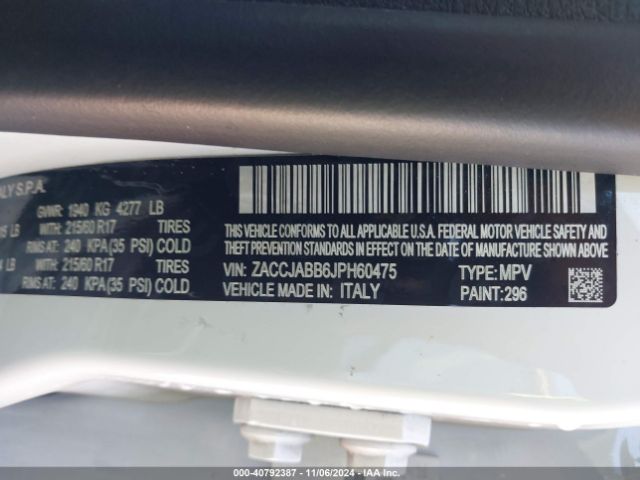 ALY S.P.A.
GVWR: 1940 KG 4277 LB
LB WITH: 215/60 R17 TIRES
RIMS AT: 240 KPA(35 PSI) COLD
LB WITH: 215/60 R17 TIRES
RIMS AT: 240 KPA(35 PSI) COLD
THIS VEHICLE CONFORMS TO ALL APPLICABLE U.S.A. FEDERAL MOTOR VEHICLE SAFETY AND
THEFT PREVENTION STANDARDS IN EFFECT ON THE DATE OF MANUFACTURE SHOWN ABOVE.
VIN: ZACCJABB6JPH60475 TYPE: MPV
VEHICLE MADE IN: ITALY PAINT: 296
000-40792387 - 11/06/2024 - IAA Inc.